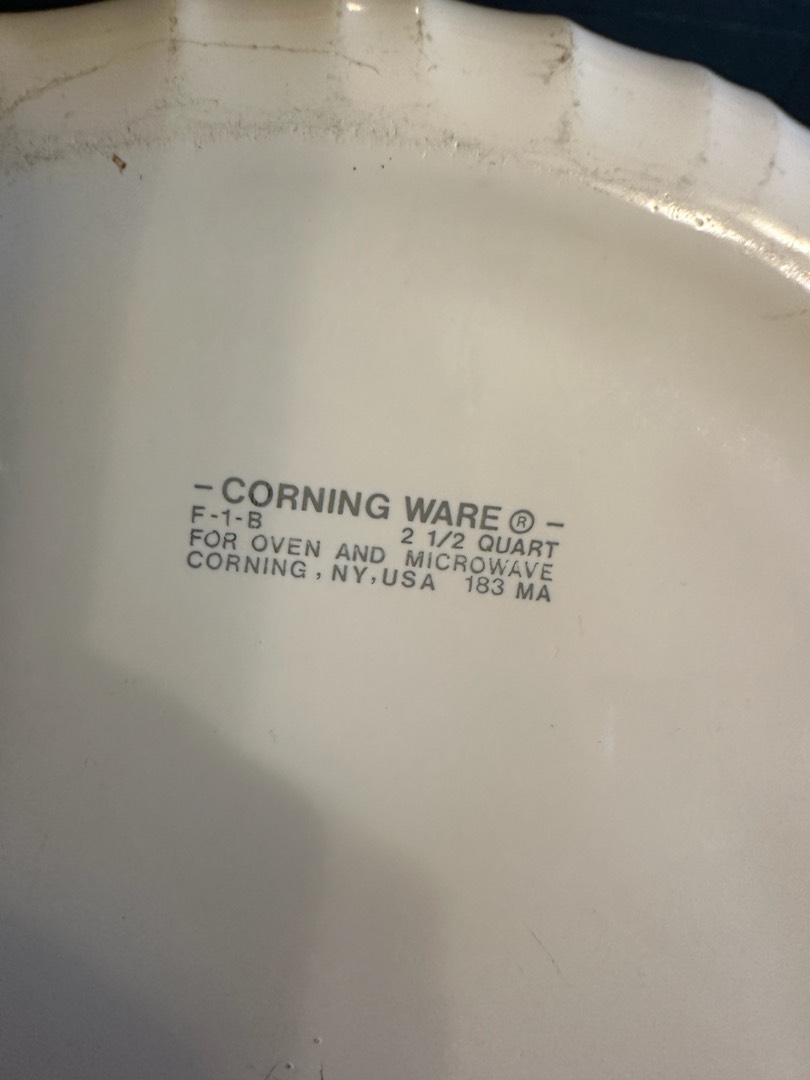 - CORNING WARE ® -
F-1-B 2 1/2 QUART
FOR OVEN AND MICROWAVE
CORNING, NY, USA 183 MA